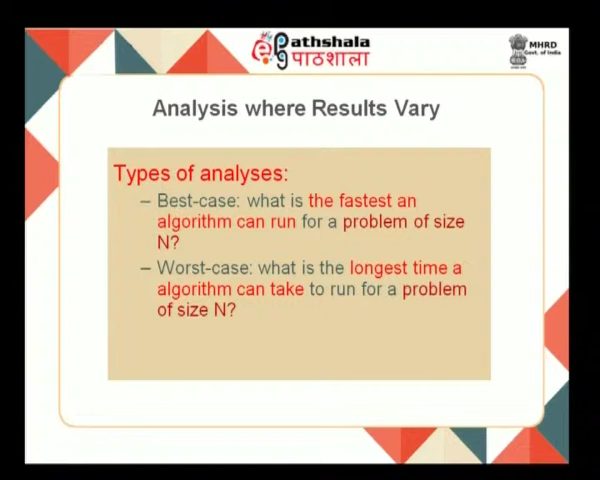 ePathshala
पाठशाला
MHRD
Govt. of India
Analysis where Results Vary
Types of analyses:
– Best-case: what is the fastest an
algorithm can run for a problem of size
N?
– Worst-case: what is the longest time a
algorithm can take to run for a problem
of size N?